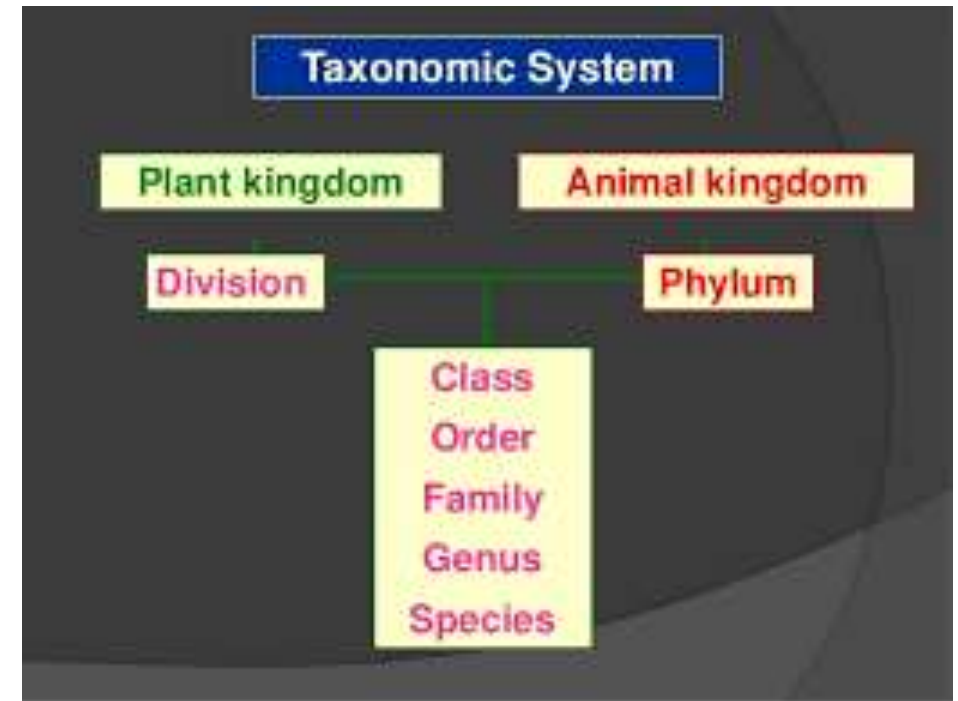 Taxonomic System
Plant kingdom
Animal kingdom
Division
Phylum
Class
Order
Family
Genus
Species